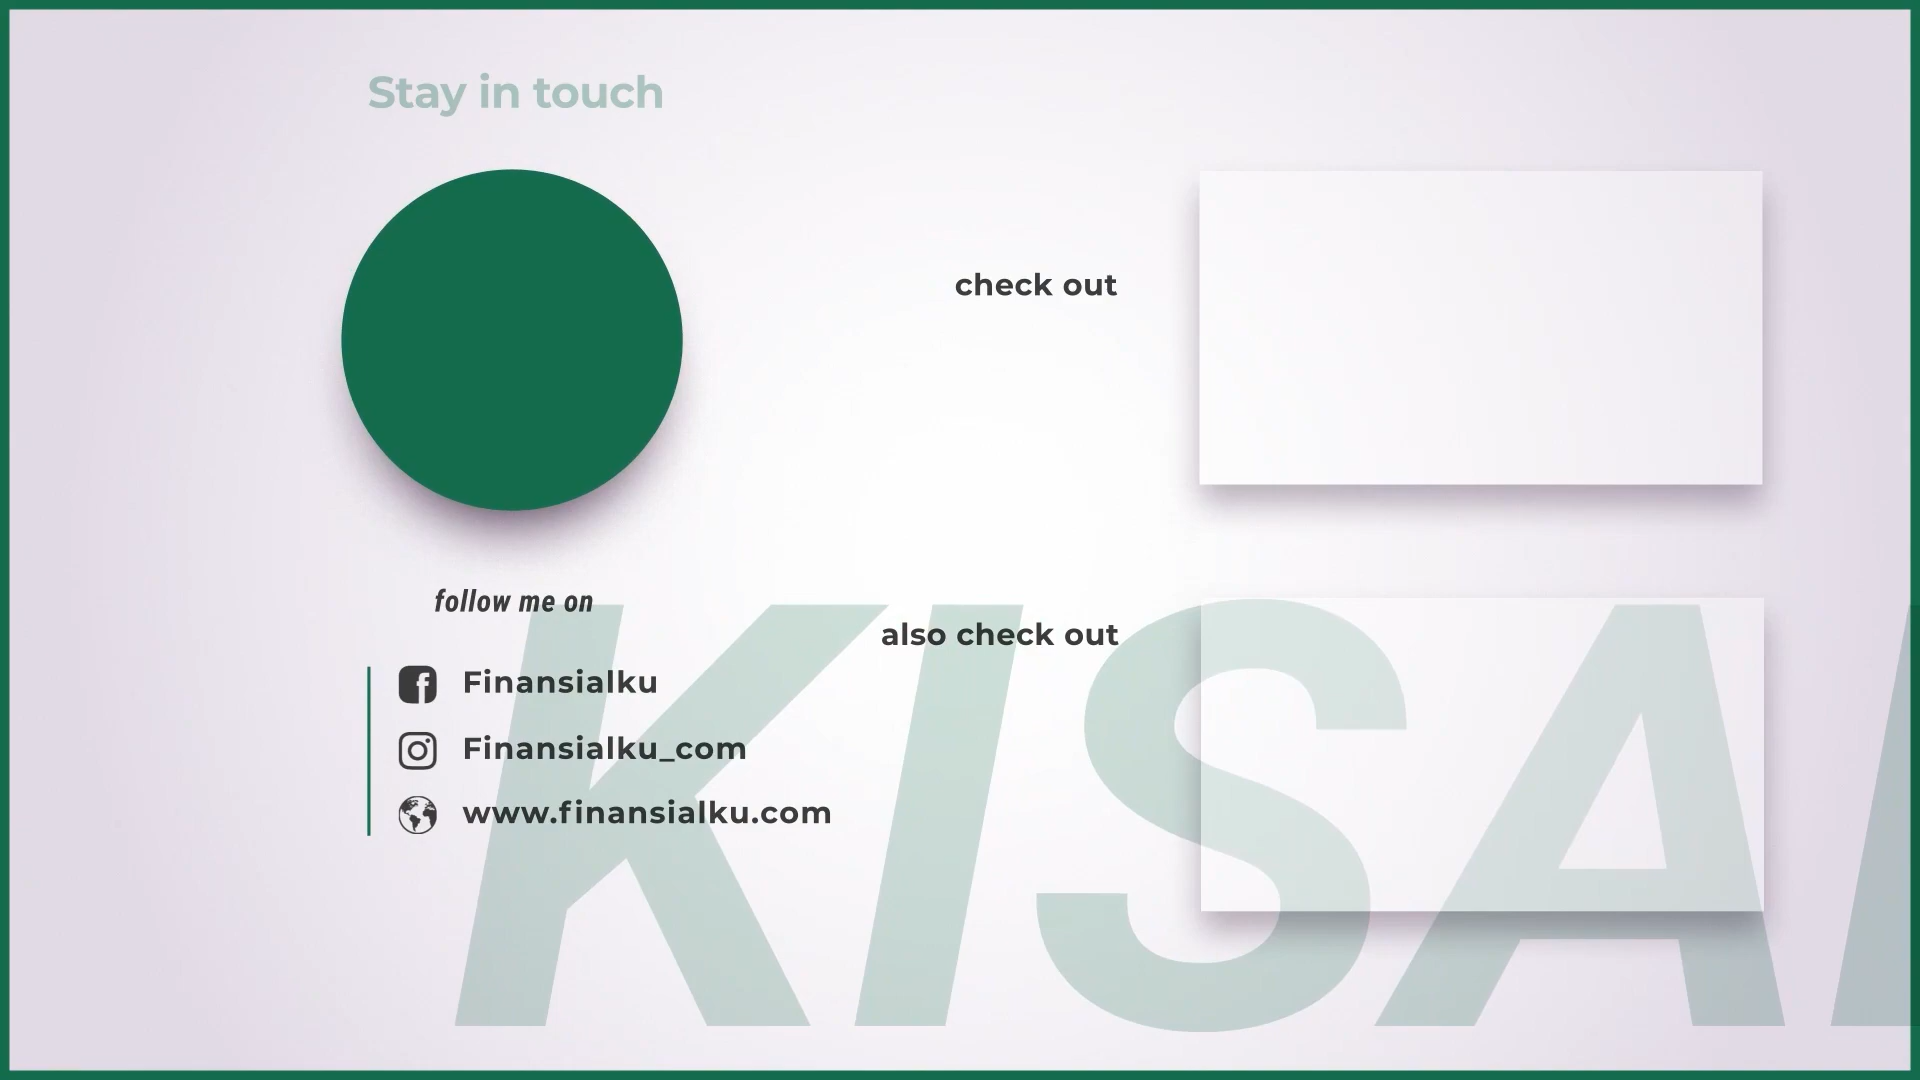 Stay in touch
check out
follow me on
also check out
Finansialku
Finansialku_com
www.finansialku.com
KISA